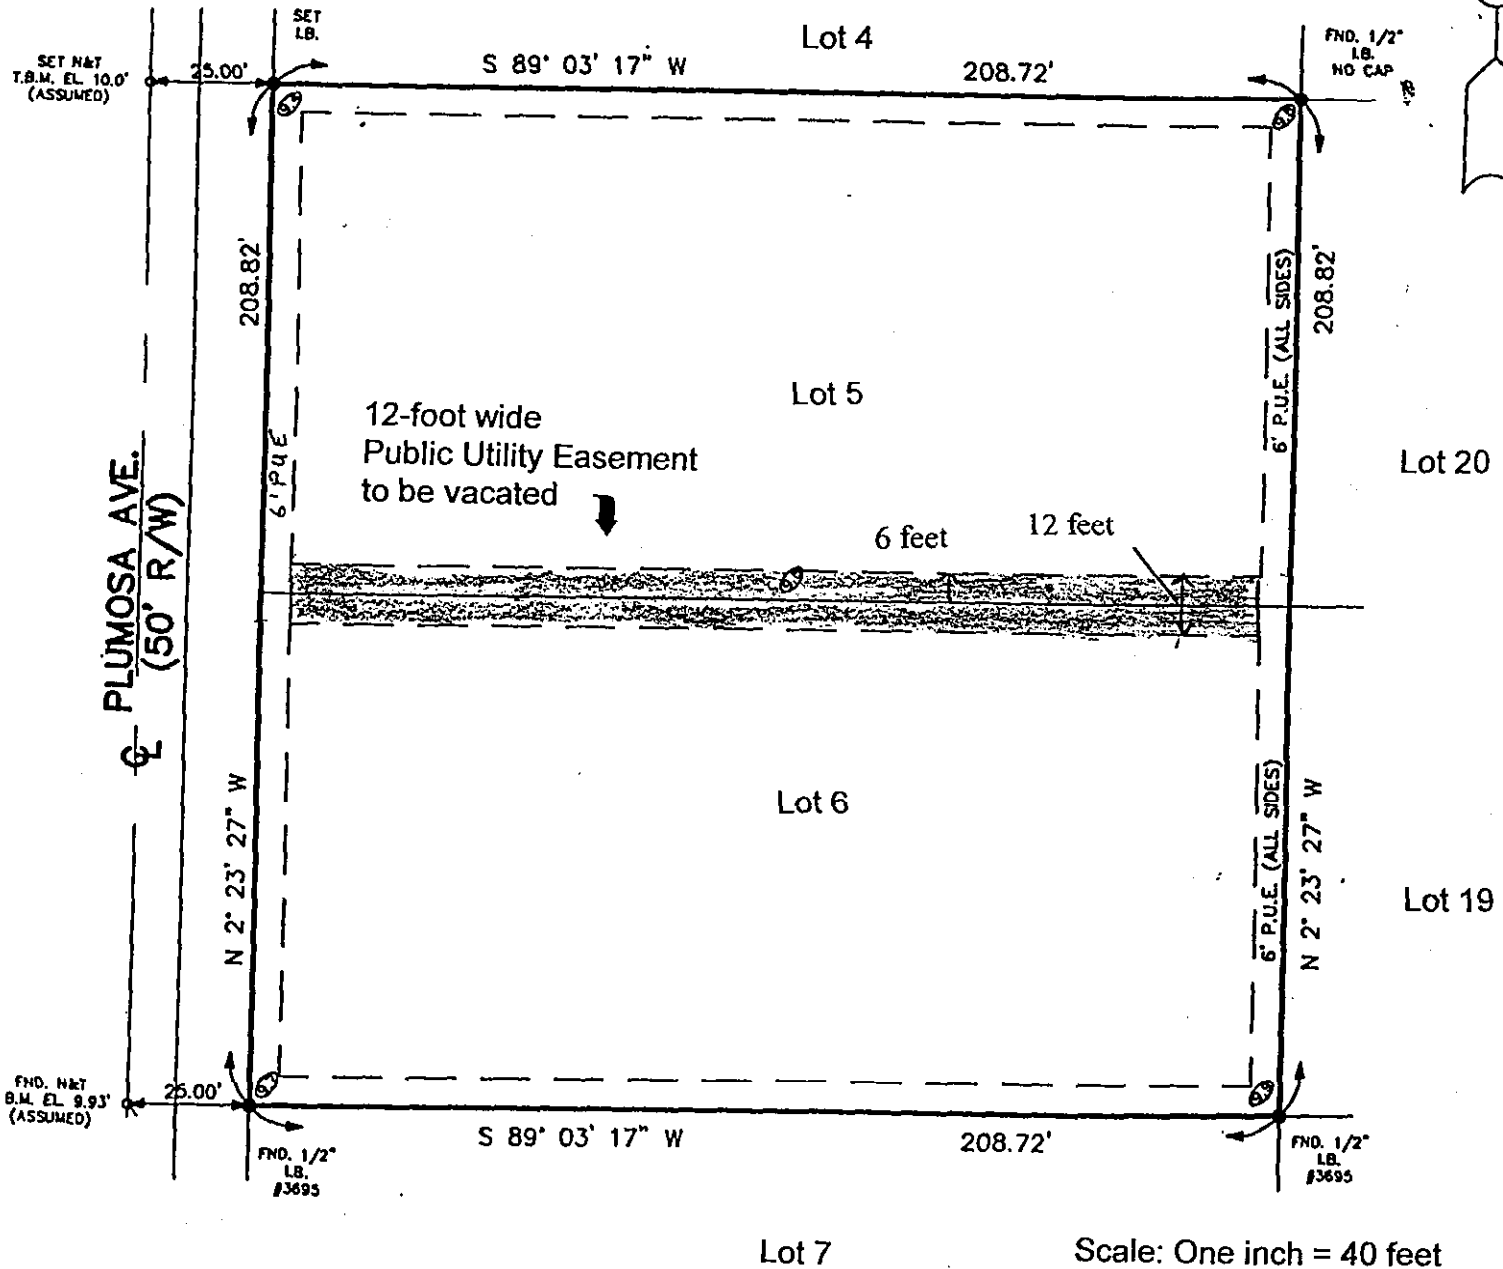 SET
I.B.
Lot 4
FND. 1/2"
I.B.
NO CAP
SET N&T
T.B.M. EL. 10.0'
(ASSUMED)
25.00'
S 89° 03' 17" W
208.72'
208.82'
6' P.U.E. (ALL SIDES)
208.82'
Lot 5
12-foot wide
Public Utility Easement
to be vacated
6' PUE
Lot 20
PLUMOSA AVE.
(50' R/W)
6 feet
12 feet
Lot 6
N 2° 23' 27" W
6' P.U.E. (ALL SIDES)
N 2° 23' 27" W
Lot 19
FND. N&T
B.M. EL. 9.93'
(ASSUMED)
25.00'
S 89° 03' 17" W
208.72'
FND. 1/2"
I.B.
#3695
FND. 1/2"
I.B.
#3695
Lot 7
Scale: One inch = 40 feet